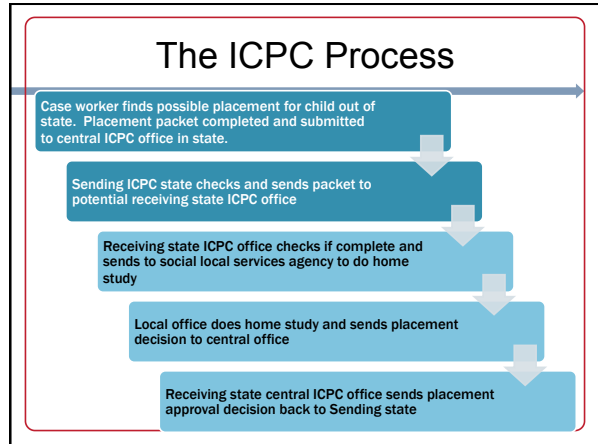 The ICPC Process
Case worker finds possible placement for child out of
state.  Placement packet completed and submitted
to central ICPC office in state.
Sending ICPC state checks and sends packet to
potential receiving state ICPC office
Receiving state ICPC office checks if complete and
sends to social local services agency to do home
study
Local office does home study and sends placement
decision to central office
Receiving state central ICPC office sends placement
approval decision back to Sending state